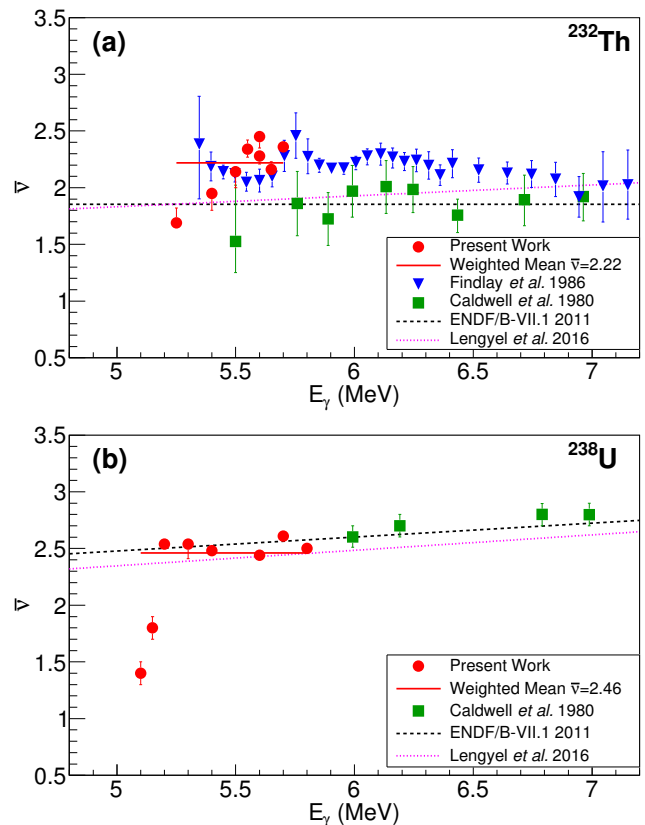 (a)
²³²Th
3.5
3
2.5
2
1.5
1
0.5
ν̄
Present Work
Weighted Mean ν̄=2.22
Findlay et al. 1986
Caldwell et al. 1980
ENDF/B-VII.1 2011
Lengyel et al. 2016
5 5.5 6 6.5 7
Eγ (MeV)
(b)
²³⁸U
3.5
3
2.5
2
1.5
1
0.5
ν̄
Present Work
Weighted Mean ν̄=2.46
Caldwell et al. 1980
ENDF/B-VII.1 2011
Lengyel et al. 2016
5 5.5 6 6.5 7
Eγ (MeV)